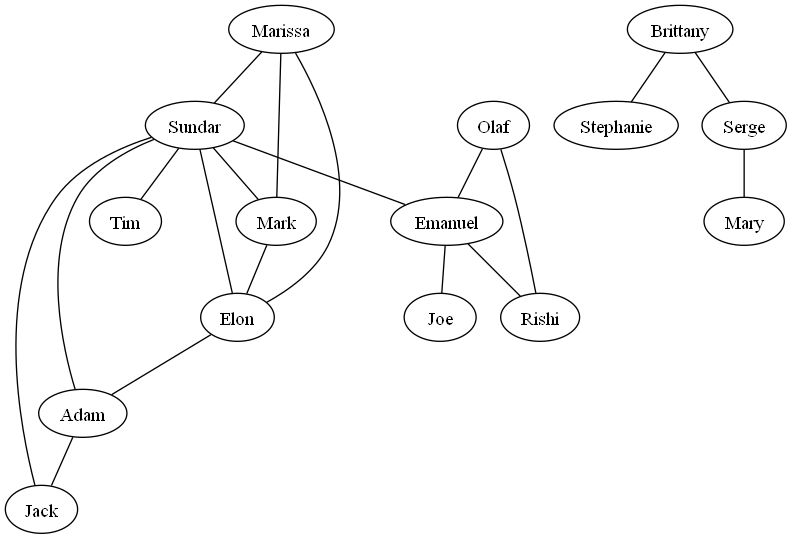 Marissa
Brittany
Sundar
Olaf
Stephanie
Serge
Tim
Mark
Emanuel
Mary
Elon
Joe
Rishi
Adam
Jack